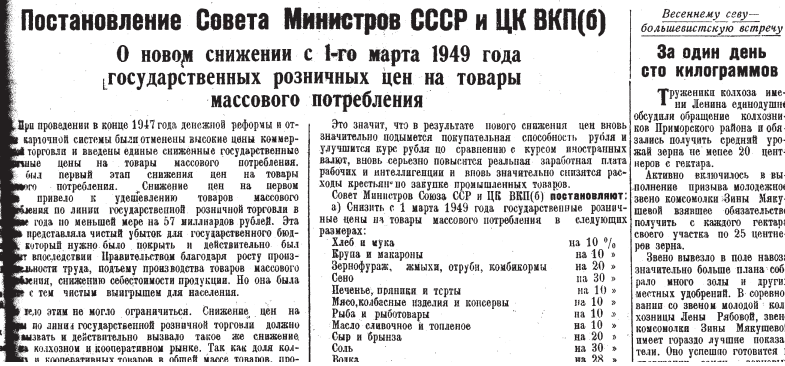 Постановление Совета Министров СССР и ЦК ВКП(б)
О новом снижении с 1-го марта 1949 года
государственных розничных цен на товары
массового потребления
При проведении в конце 1947 года денежной реформы и от-
карточной системы были отменены высокие цены коммер-
торговли и введены единые сниженные государственные
цены на товары массового потребления.
был первый этап снижения цен на товары
потребления. Снижение цен на первом
привело к удешевлению товаров массового
по линии государственной розничной торговли в
года по меньшей мере на 57 миллиардов рублей. Эта
представляла чистый убыток для государственного бюд-
который нужно было покрыть и действительно был
впоследствии Правительством благодаря росту произ-
труда, подъему производства товаров массового
снижению себестоимости продукции. Но она была
с тем чистым выигрышем для населения.
дело этим не могло ограничиться. Снижение цен на
по линии государственной розничной торговли должно
вызвать и действительно вызвало такое же снижение
на колхозном и кооперативном рынке. Так как доля кол-
и кооперативных товаров в общей массе товаров, про-
Это значит, что в результате нового снижения цен вновь
значительно подымется покупательная способность рубля и
улучшится курс рубля по сравнению с курсом иностранных
валют, вновь серьезно повысится реальная заработная плата
рабочих и интеллигенции и вновь значительно снизятся рас-
ходы крестьян по закупке промышленных товаров.
Совет Министров Союза ССР и ЦК ВКП(б) постановляют:
а) Снизить с 1 марта 1949 года государственные рознич-
ные цены на товары массового потребления в следующих
размерах:
Хлеб и мука на 10 %
Крупа и макароны на 10 »
Зернофураж, жмыхи, отруби, комбикормы на 20 »
Сено на 30 »
Печенье, пряники и торты на 10 »
Мясо, колбасные изделия и консервы на 10 »
Рыба и рыботовары на 10 »
Масло сливочное и топленое на 10 »
Сыр и брынза на 20 »
Соль на 30 »
Водка на 28 »
Весеннему севу—
большевистскую встречу
За один день
сто килограммов
Труженики колхоза име-
ни Ленина единодушно
обсудили обращение колхозни-
ков Приморского района и обя-
зались получить средний уро-
жай зерна не менее 20 цент-
неров с гектара.
Активно включилось в вы-
полнение призыва молодежное
звено комсомолки Зины Мяку-
шевой взявшее обязательство
получить с каждого гектара
своего участка по 25 центне-
ров зерна.
Звено вывезло в поле навоза
значительно больше плана соб-
рало много золы и других
местных удобрений. В соревно-
вании со звеном молодой кол-
хозницы Лены Рябовой, звено
комсомолки Зины Мякушевой
имеет гораздо лучшие показа-
тели. Оно успешно готовится